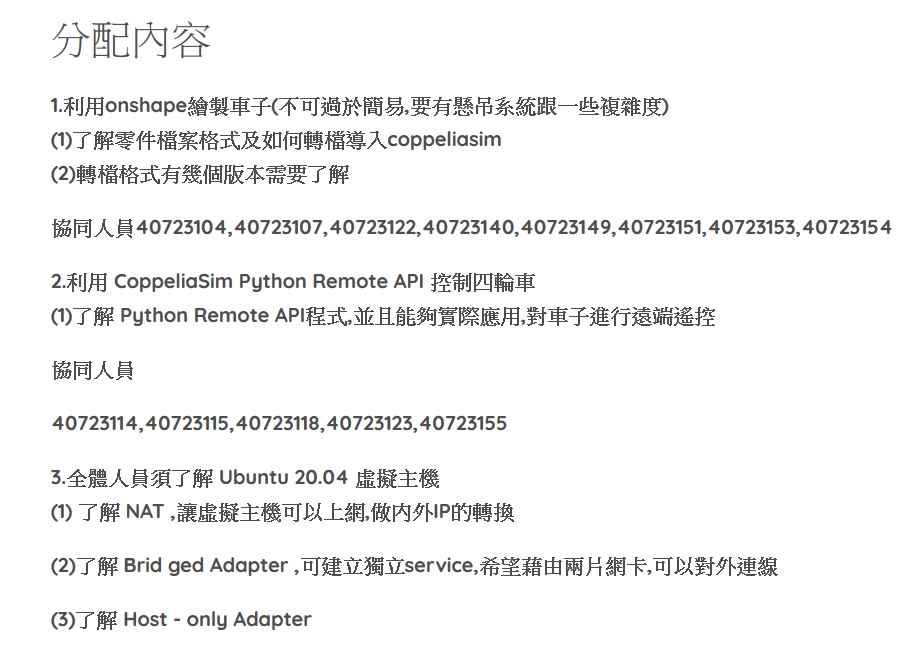 分配內容
1.利用onshape繪製車子(不可過於簡易,要有懸吊系統跟一些複雜度)
(1)了解零件檔案格式及如何轉檔導入coppeliasim
(2)轉檔格式有幾個版本需要了解
協同人員40723104,40723107,40723122,40723140,40723149,40723151,40723153,40723154
2.利用 CoppeliaSim Python Remote API 控制四輪車
(1)了解 Python Remote API程式,並且能夠實際應用,對車子進行遠端遙控
協同人員
40723114,40723115,40723118,40723123,40723155
3.全體人員須了解 Ubuntu 20.04 虛擬主機
(1) 了解 NAT ,讓虛擬主機可以上網,做內外IP的轉換
(2)了解 Brid ged Adapter ,可建立獨立service,希望藉由兩片網卡,可以對外連線
(3)了解 Host - only Adapter